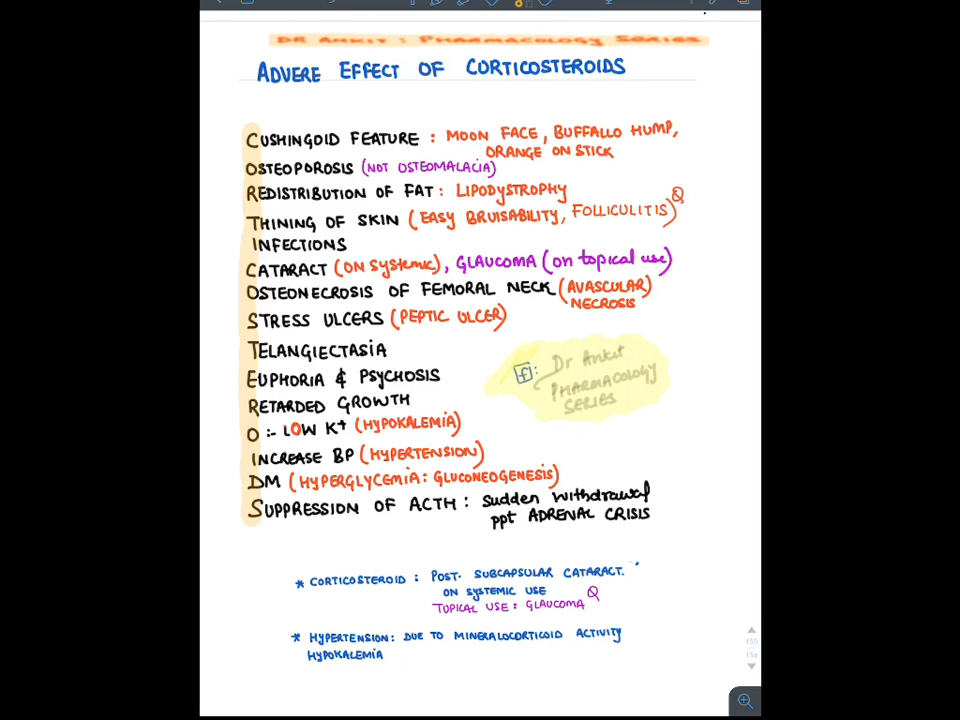 DR ANKIT : PHARMACOLOGY SERIES
ADVERE EFFECT OF CORTICOSTEROIDS
CUSHINGOID FEATURE : MOON FACE, BUFFALLO HUMP,
ORANGE ON STICK
OSTEOPOROSIS (NOT OSTEOMALACIA)
REDISTRIBUTION OF FAT : LIPODYSTROPHY
THINING OF SKIN (EASY BRUISABILITY, FOLLICULITIS) Q
INFECTIONS
CATARACT (ON SYSTEMIC), GLAUCOMA (on topical use)
OSTEONECROSIS OF FEMORAL NECK (AVASCULAR)
NECROSIS
STRESS ULCERS (PEPTIC ULCER)
TELANGIECTASIA
EUPHORIA & PSYCHOSIS
RETARDED GROWTH
O :- LOW K+ (HYPOKALEMIA)
INCREASE BP (HYPERTENSION)
DM (HYPERGLYCEMIA: GLUCONEOGENESIS)
SUPPRESSION OF ACTH : Sudden withdrawal
ppt ADRENAL CRISIS
f : Dr Ankit
PHARMACOLOGY
SERIES
* CORTICOSTEROID : POST. SUBCAPSULAR CATARACT.
ON SYSTEMIC USE
TOPICAL USE : GLAUCOMA Q
* HYPERTENSION : DUE TO MINERALOCORTICOID ACTIVITY
HYPOKALEMIA